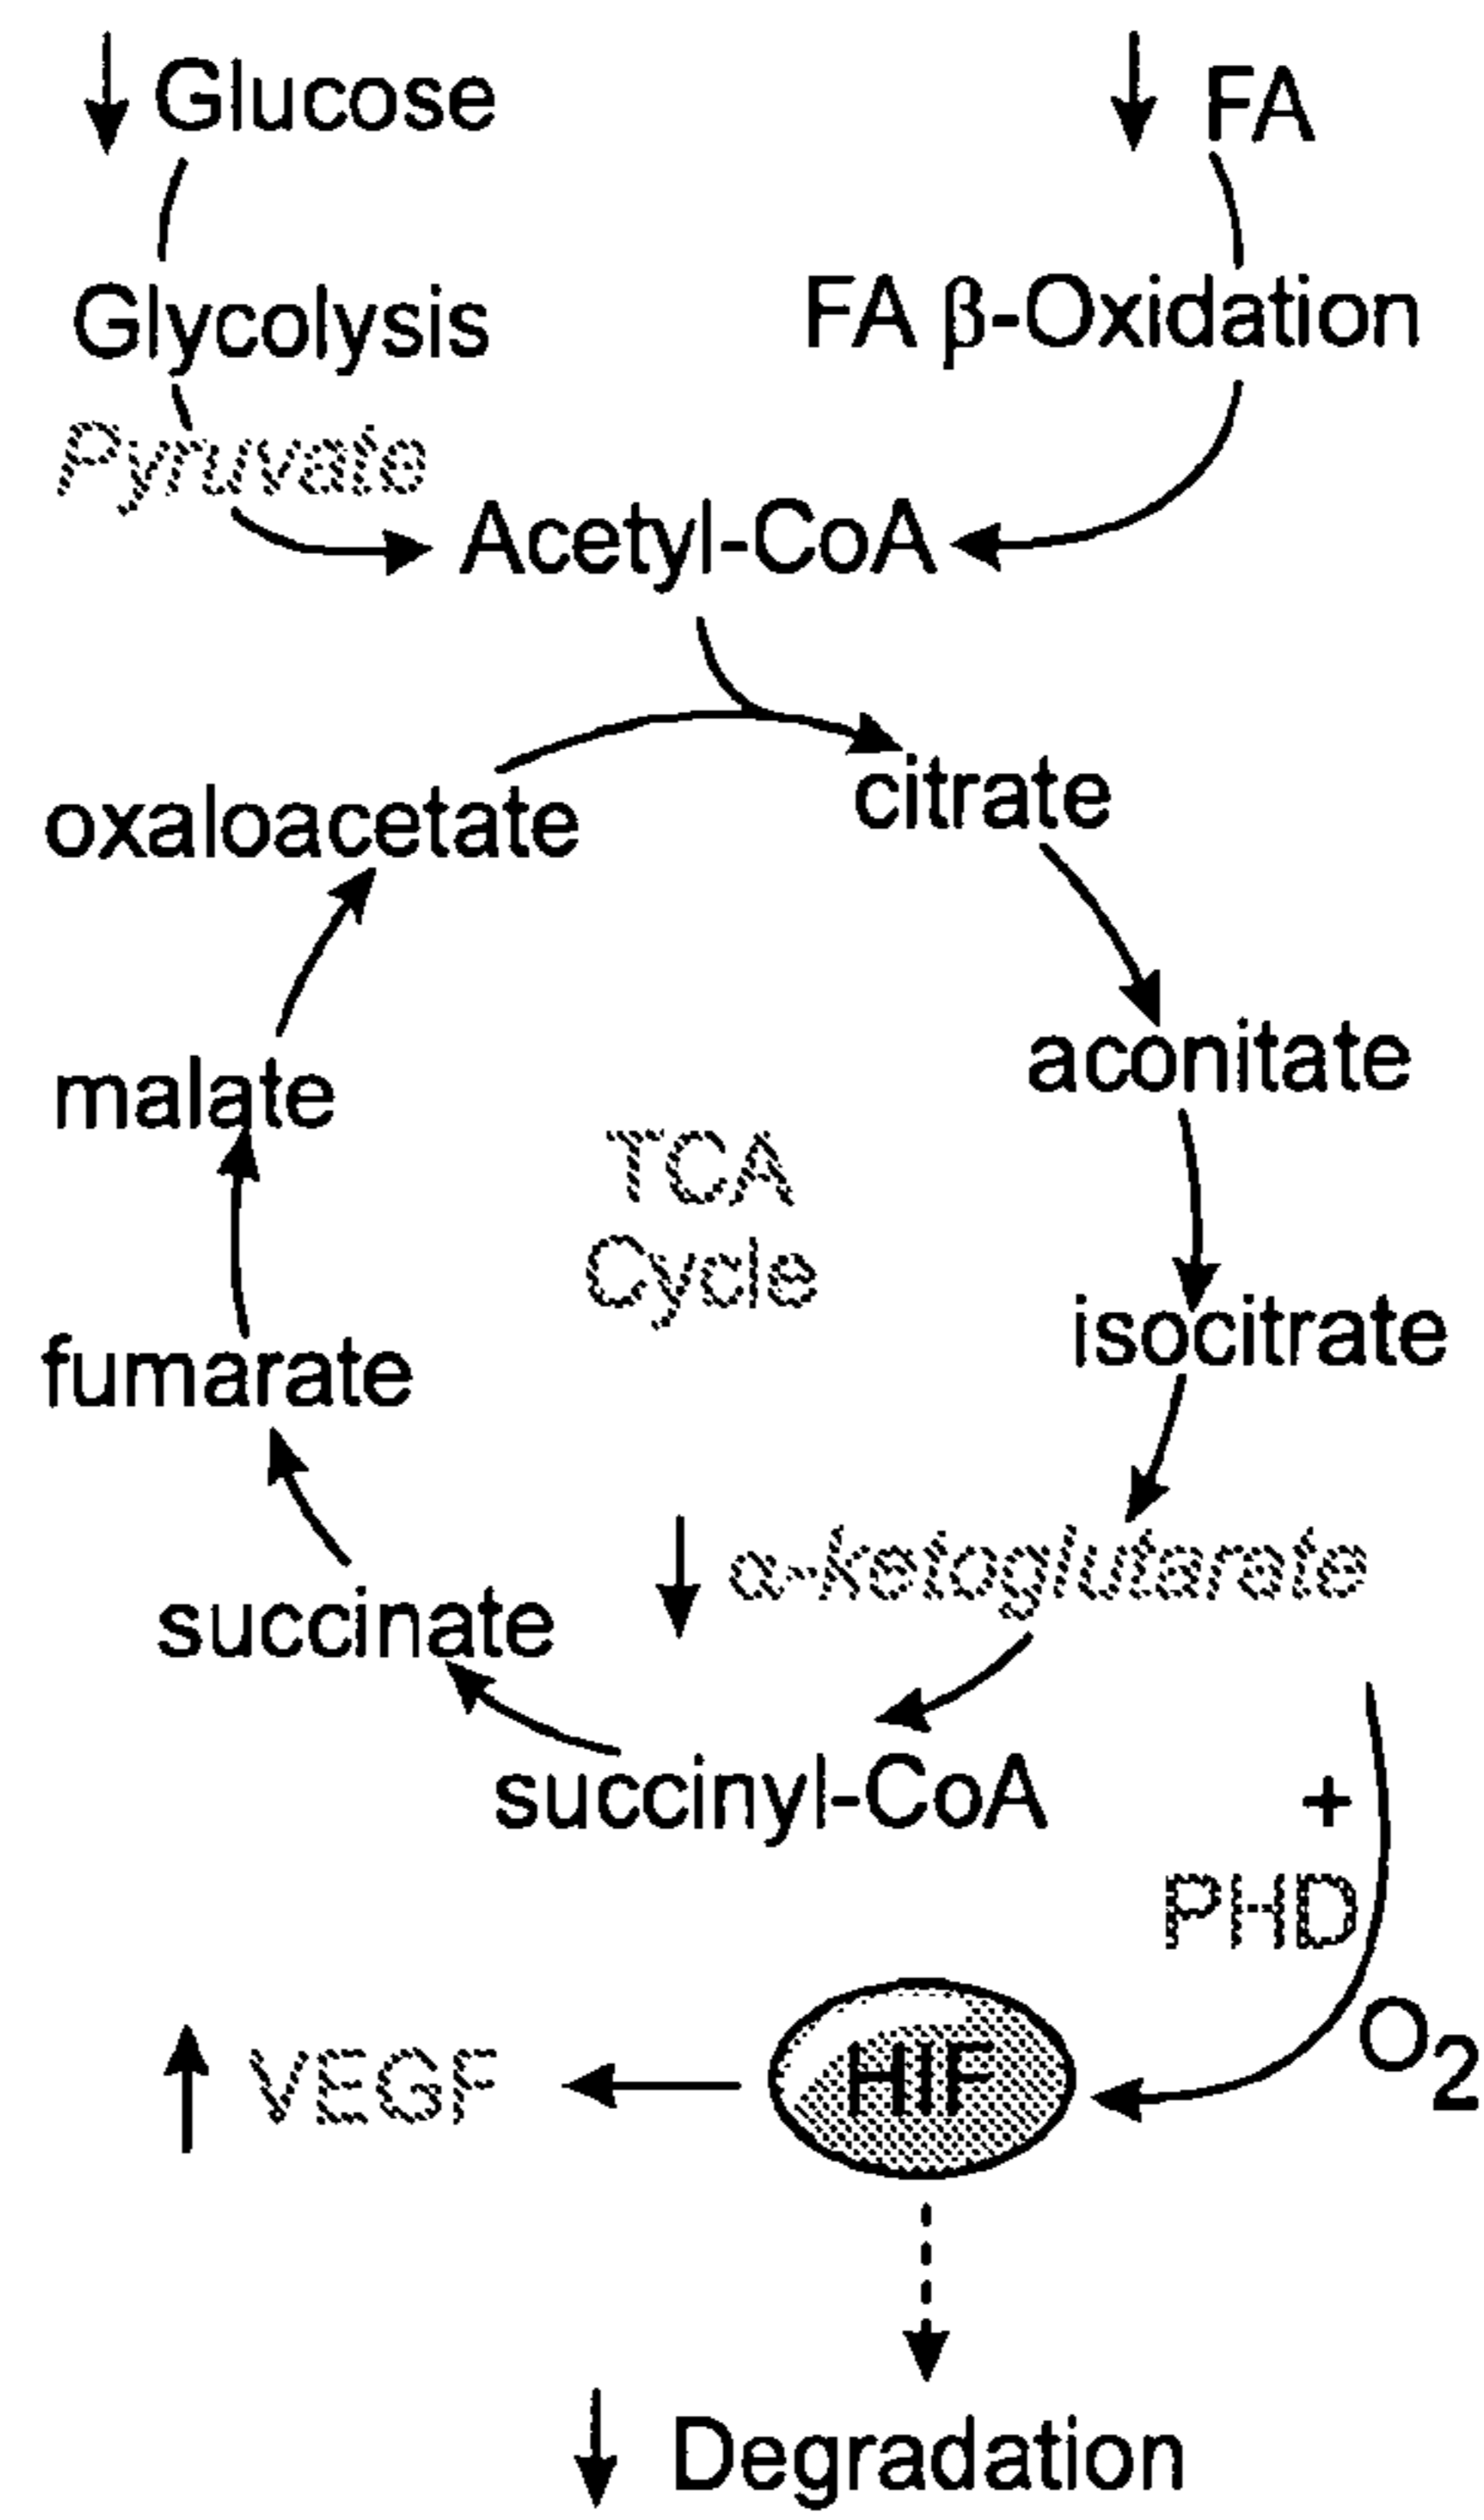 Glucose
FA
Glycolysis
FA β-Oxidation
Pyruvate
Acetyl-CoA
oxaloacetate
citrate
aconitate
malate
TCA
Cycle
isocitrate
fumarate
α-ketoglutarate
succinate
succinyl-CoA
+
PHD
O2
VEGF
HIF
Degradation